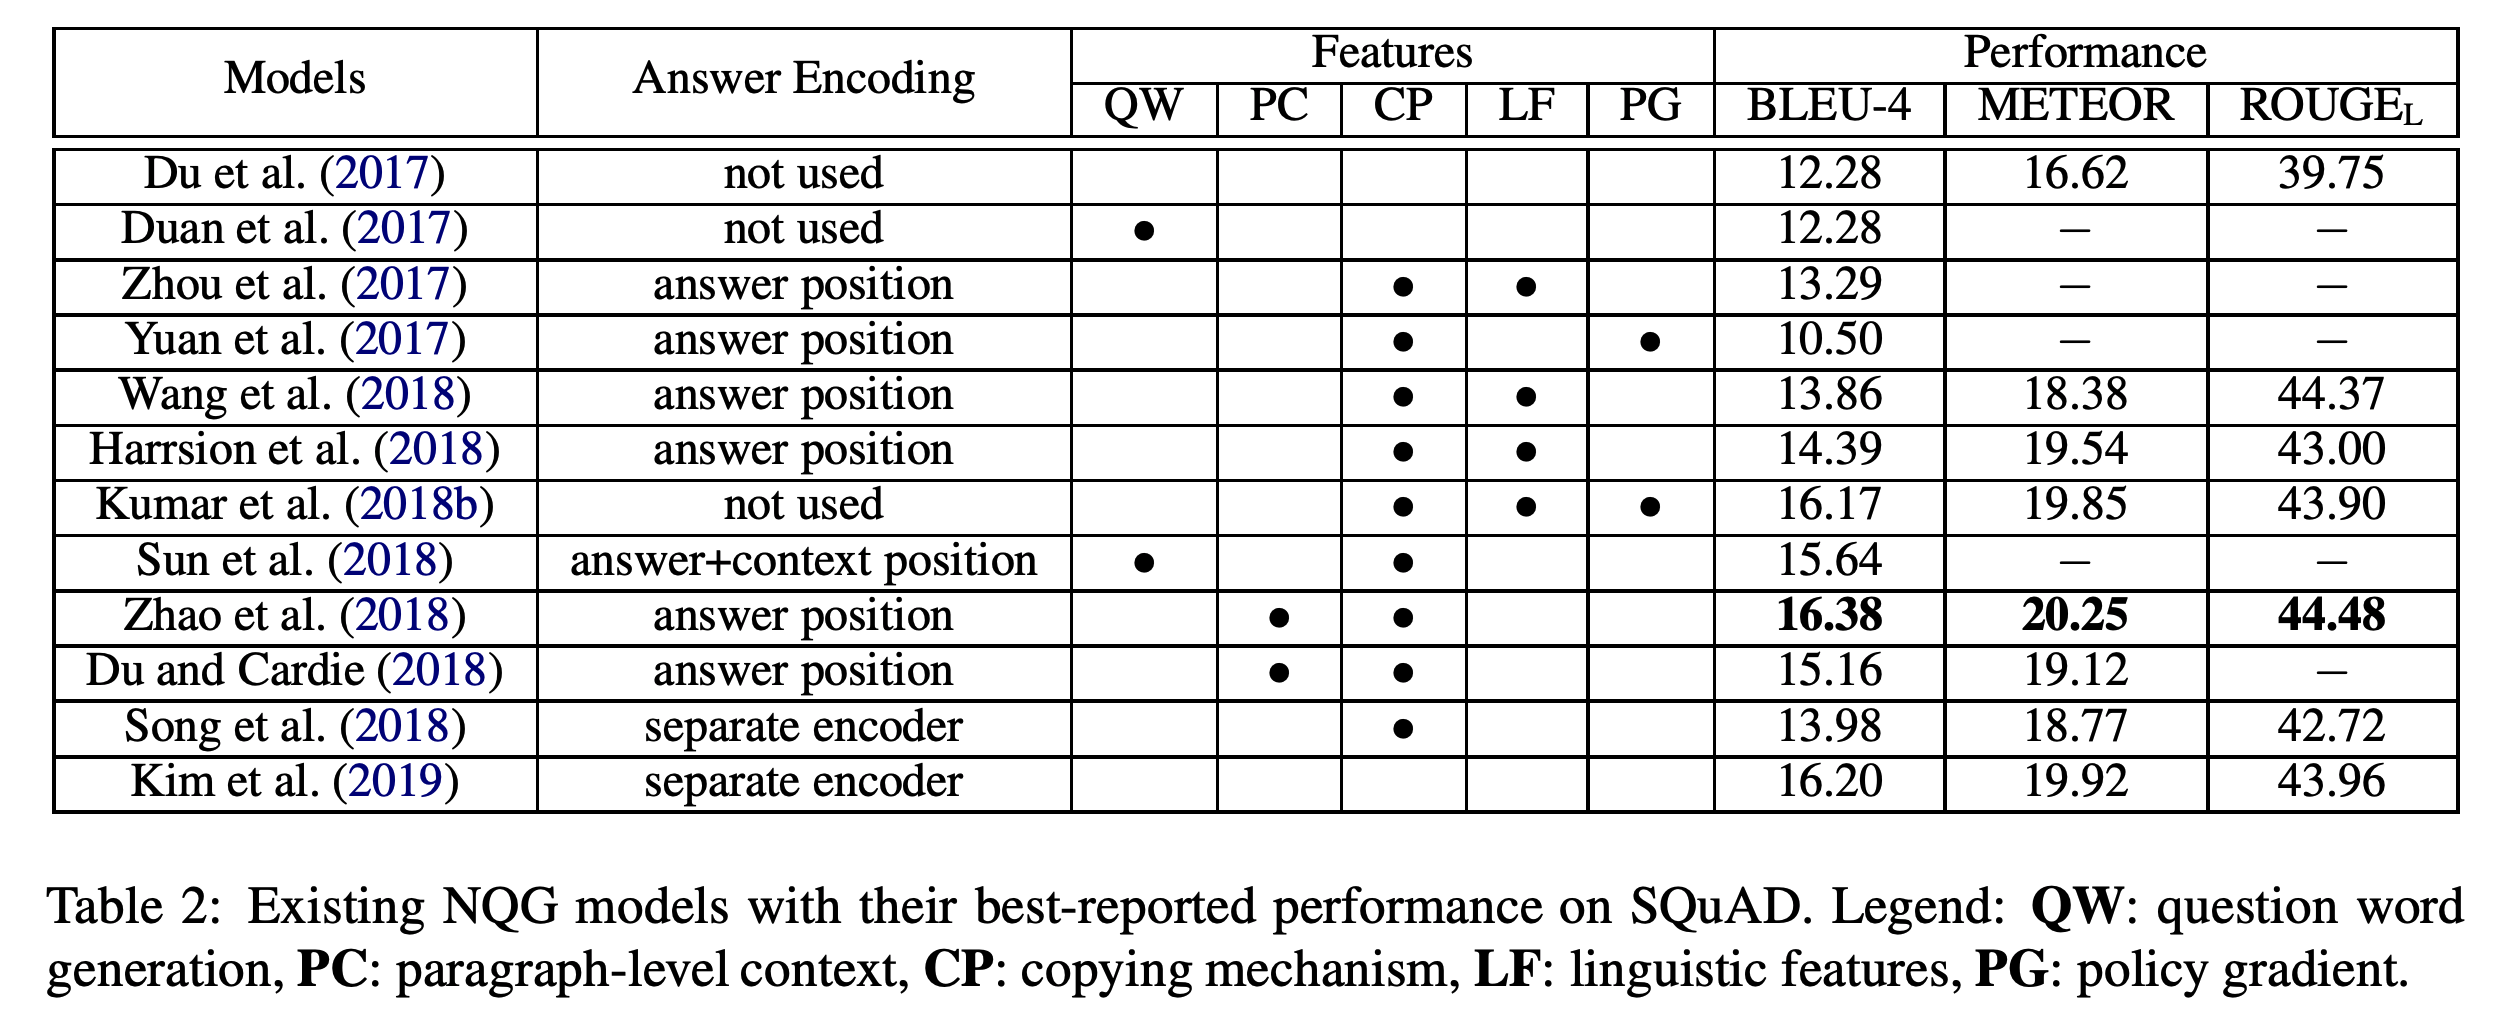 Models Answer Encoding Features Performance
QW PC CP LF PG BLEU-4 METEOR ROUGE_L
Du et al. (2017) not used 12.28 16.62 39.75
Duan et al. (2017) not used • 12.28 – –
Zhou et al. (2017) answer position • • 13.29 – –
Yuan et al. (2017) answer position • • 10.50 – –
Wang et al. (2018) answer position • • 13.86 18.38 44.37
Harrsion et al. (2018) answer position • • 14.39 19.54 43.00
Kumar et al. (2018b) not used • • • 16.17 19.85 43.90
Sun et al. (2018) answer+context position • • 15.64 – –
Zhao et al. (2018) answer position • • 16.38 20.25 44.48
Du and Cardie (2018) answer position • • 15.16 19.12 –
Song et al. (2018) separate encoder • 13.98 18.77 42.72
Kim et al. (2019) separate encoder 16.20 19.92 43.96
Table 2: Existing NQG models with their best-reported performance on SQuAD. Legend: QW: question word
generation, PC: paragraph-level context, CP: copying mechanism, LF: linguistic features, PG: policy gradient.